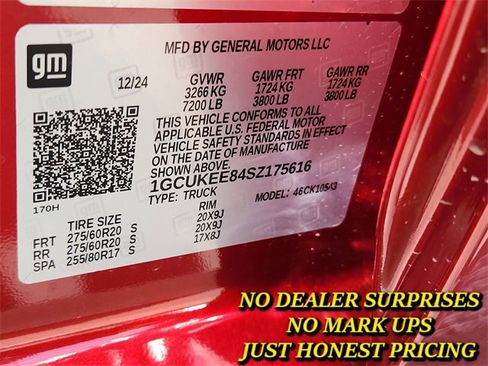 gm
MFD BY GENERAL MOTORS LLC
12/24 GVWR GAWR FRT GAWR RR
3266 KG 1724 KG 1724 KG
7200 LB 3800 LB 3800 LB
THIS VEHICLE CONFORMS TO ALL
APPLICABLE U.S. FEDERAL MOTOR
VEHICLE SAFETY STANDARDS IN EFFECT
ON THE DATE OF MANUFACTURE
SHOWN ABOVE.
1GCUKEE84SZ175616
TYPE: TRUCK MODEL:
170H
TIRE SIZE RIM
FRT 275/60R20 S 20X9J
RR 275/60R20 S 20X9J
SPA 255/80R17 S 17X8J
NO DEALER SURPRISES
NO MARK UPS
JUST HONEST PRICING